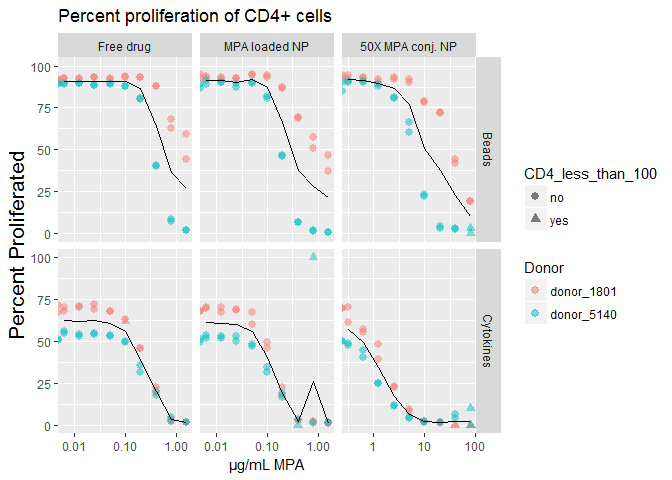 Percent proliferation of CD4+ cells
Free drug
MPA loaded NP
50X MPA conj. NP
100
75
50
25
0
Beads
100
75
50
25
0
Cytokines
0.01
0.10
1.00
0.01
0.10
1.00
1
10
100
µg/mL MPA
Percent Proliferated
CD4_less_than_100
no
yes
Donor
donor_1801
donor_5140